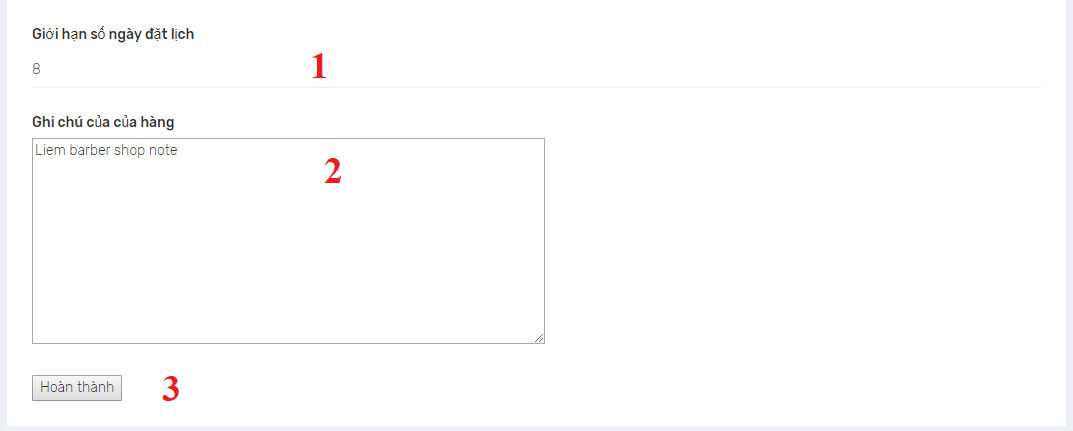 Giới hạn số ngày đặt lịch
8
1
Ghi chú của của hàng
Liem barber shop note
2
Hoàn thành
3